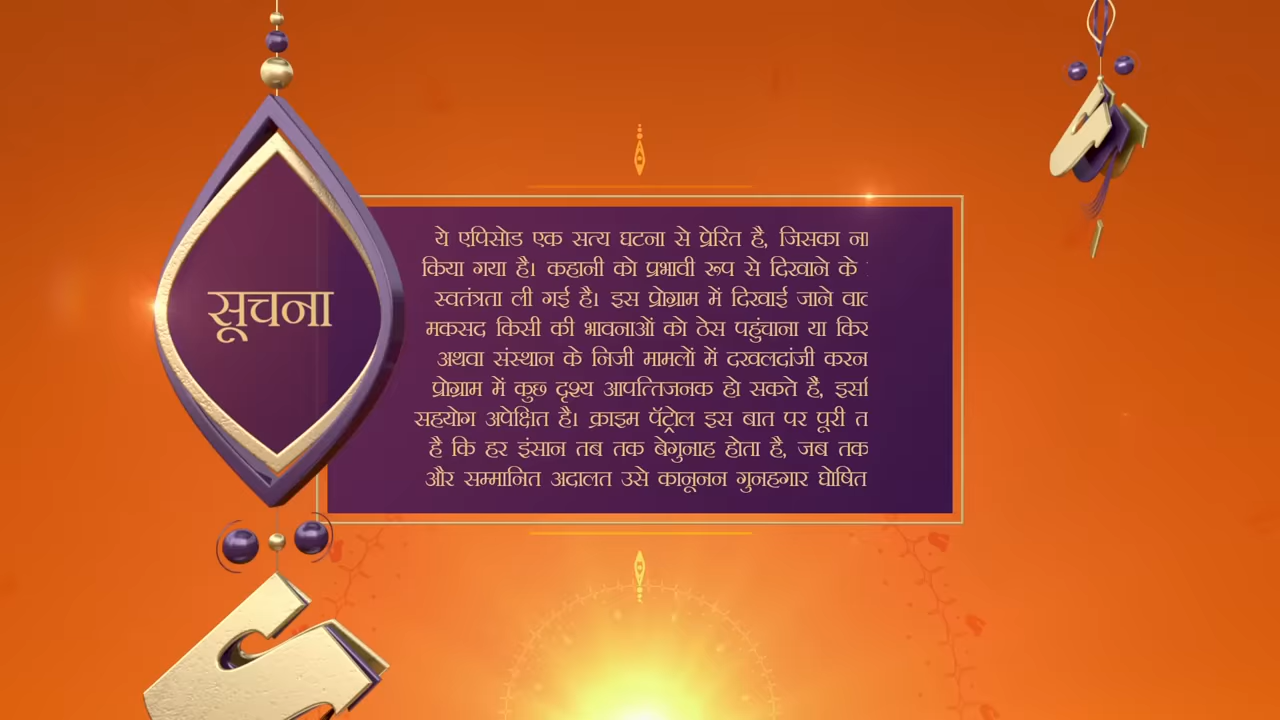 सूचना
ये एपिसोड एक सत्य घटना से प्रेरित है, जिसका ना
किया गया है। कहानी को प्रभावी रूप से दिखाने के
स्वतंत्रता ली गई है। इस प्रोग्राम में दिखाई जाने
मकसद किसी की भावनाओं को ठेस पहुंचाना या
अथवा संस्थान के निजी मामलों में दखलदांजी करन
प्रोग्राम में कुछ दृश्य आपत्तिजनक हो सकते हैं,
सहयोग अपेक्षित है। क्राइम पॅट्रोल इस बात पर पूरी त
है कि हर इंसान तब तक बेगुनाह होता है, जब तक
और सम्मानित अदालत उसे कानूनन गुनहगार घोषित